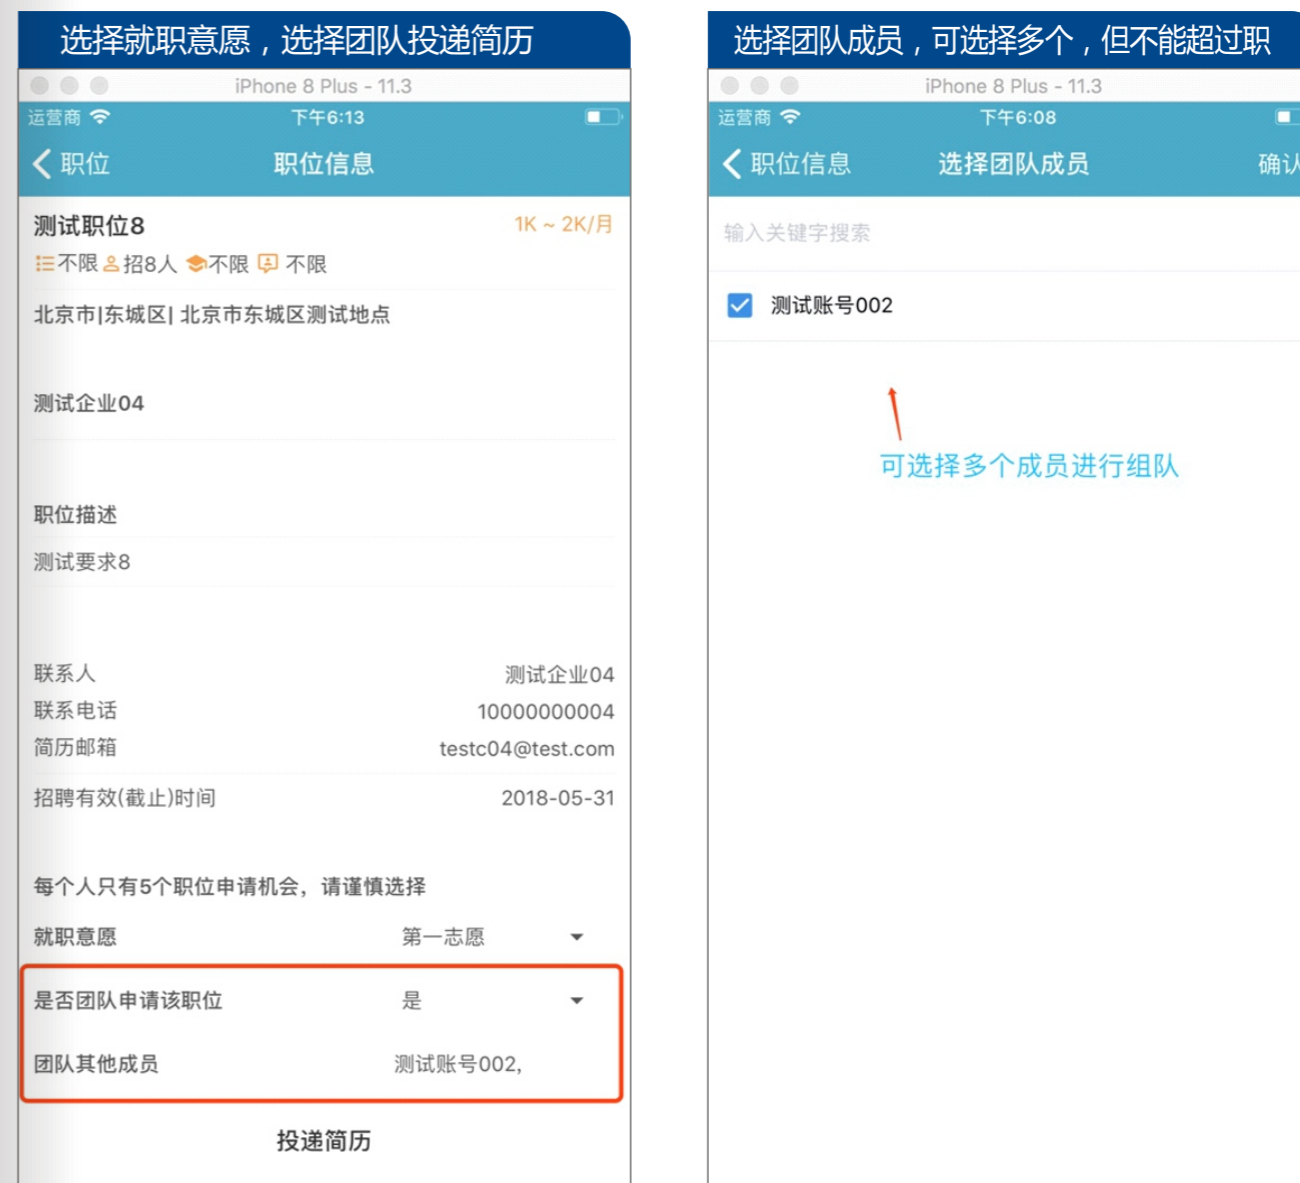 选择就职意愿，选择团队投递简历
iPhone 8 Plus - 11.3
运营商
下午6:13
职位
职位信息
测试职位8
1K ~ 2K/月
不限 招8人 不限 不限
北京市|东城区| 北京市东城区测试地点
测试企业04
职位描述
测试要求8
联系人
测试企业04
联系电话
10000000004
简历邮箱
testc04@test.com
招聘有效(截止)时间
2018-05-31
每个人只有5个职位申请机会，请谨慎选择
就职意愿
第一志愿
是否团队申请该职位
是
团队其他成员
测试账号002,
投递简历
选择团队成员，可选择多个，但不能超过职
iPhone 8 Plus - 11.3
运营商
下午6:08
职位信息
选择团队成员
确认
输入关键字搜索
测试账号002
可选择多个成员进行组队